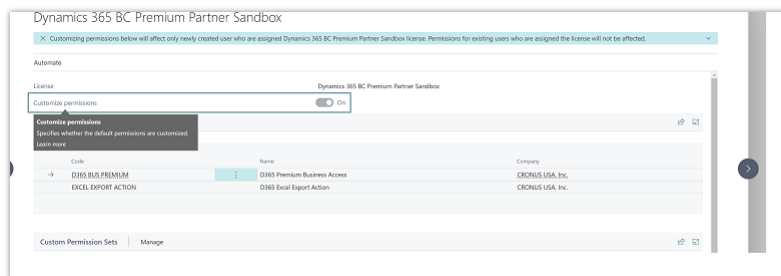 Dynamics 365 BC Premium Partner Sandbox
Customizing permissions below will affect only newly created user who are assigned Dynamics 365 BC Premium Partner Sandbox license. Permissions for existing users who are assigned the license will not be affected.
Automate
License Dynamics 365 BC Premium Partner Sandbox
Customize permissions On
Customize permissions
Specifies whether the default permissions are customized.
Learn more
Code Name Company
D365 BUS PREMIUM D365 Premium Business Access CRONUS USA, Inc.
EXCEL EXPORT ACTION D365 Excel Export Action CRONUS USA, Inc.
Custom Permission Sets Manage